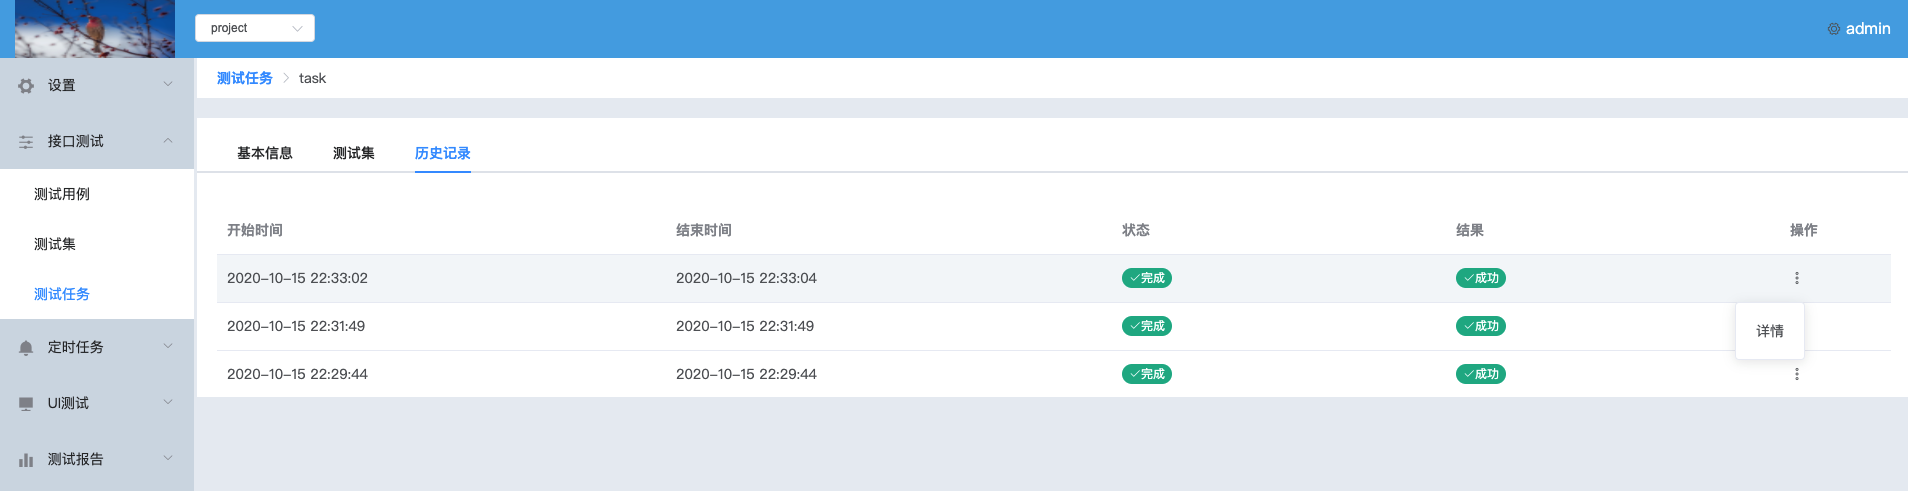 project
admin
设置
接口测试
测试用例
测试集
测试任务
定时任务
UI测试
测试报告
测试任务 task
基本信息 测试集 历史记录
开始时间 结束时间 状态 结果 操作
2020-10-15 22:33:02 2020-10-15 22:33:04 完成 成功
2020-10-15 22:31:49 2020-10-15 22:31:49 完成 成功
详情
2020-10-15 22:29:44 2020-10-15 22:29:44 完成 成功